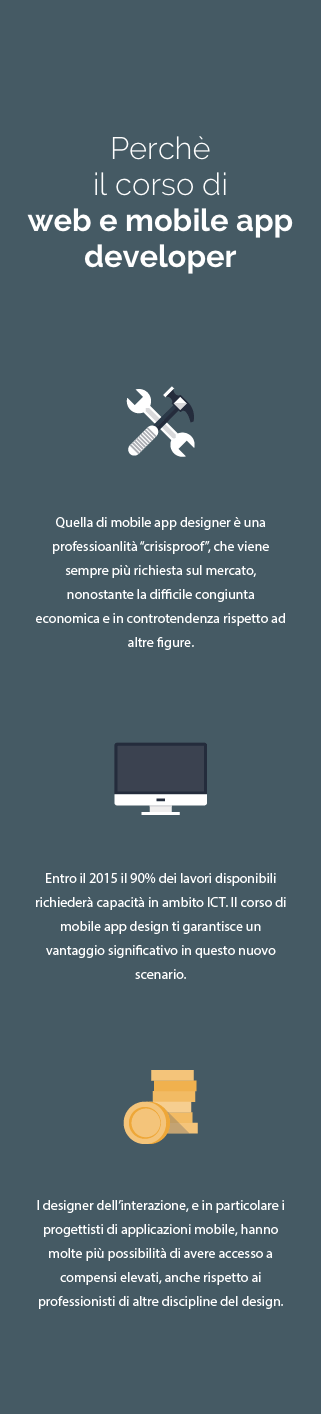 Perchè
il corso di
web e mobile app
developer
Quella di mobile app designer è una
professioanlità “crisisproof”, che viene
sempre più richiesta sul mercato,
nonostante la difficile congiunta
economica e in controtendenza rispetto ad
altre figure.
Entro il 2015 il 90% dei lavori disponibili
richiederà capacità in ambito ICT. Il corso di
mobile app design ti garantisce un
vantaggio significativo in questo nuovo
scenario.
I designer dell’interazione, e in particolare i
progettisti di applicazioni mobile, hanno
molte più possibilità di avere accesso a
compensi elevati, anche rispetto ai
professionisti di altre discipline del design.